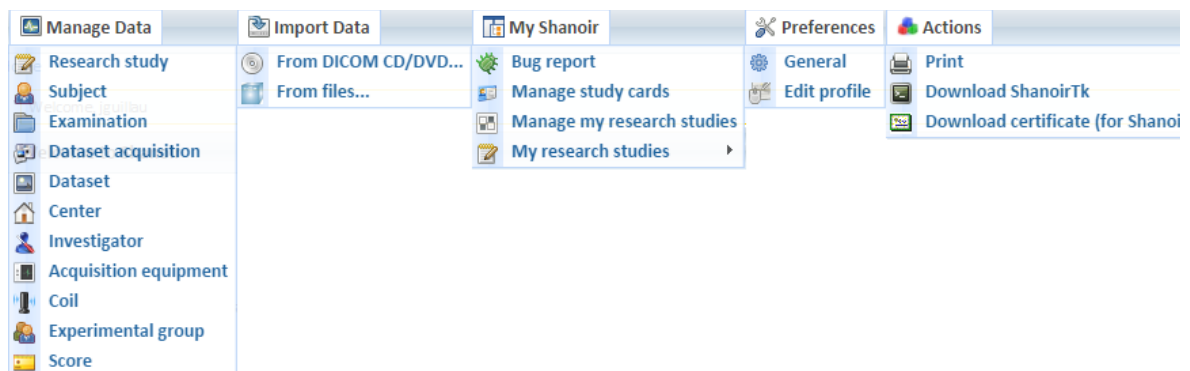 Manage Data
Research study
Subject
Examination
Dataset acquisition
Dataset
Center
Investigator
Acquisition equipment
Coil
Experimental group
Score
Import Data
From DICOM CD/DVD...
From files...
My Shanoir
Bug report
Manage study cards
Manage my research studies
My research studies
Preferences
General
Edit profile
Actions
Print
Download ShanoirTk
Download certificate (for Shanoi